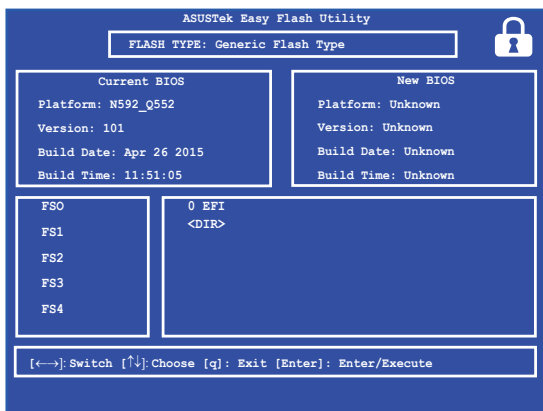 ASUSTek Easy Flash Utility
FLASH TYPE: Generic Flash Type
Current BIOS
Platform: N592_Q552
Version: 101
Build Date: Apr 26 2015
Build Time: 11:51:05
New BIOS
Platform: Unknown
Version: Unknown
Build Date: Unknown
Build Time: Unknown
FSO
FS1
FS2
FS3
FS4
0 EFI
<DIR>
[←→]: Switch [↑↓]: Choose [q]: Exit [Enter]: Enter/Execute